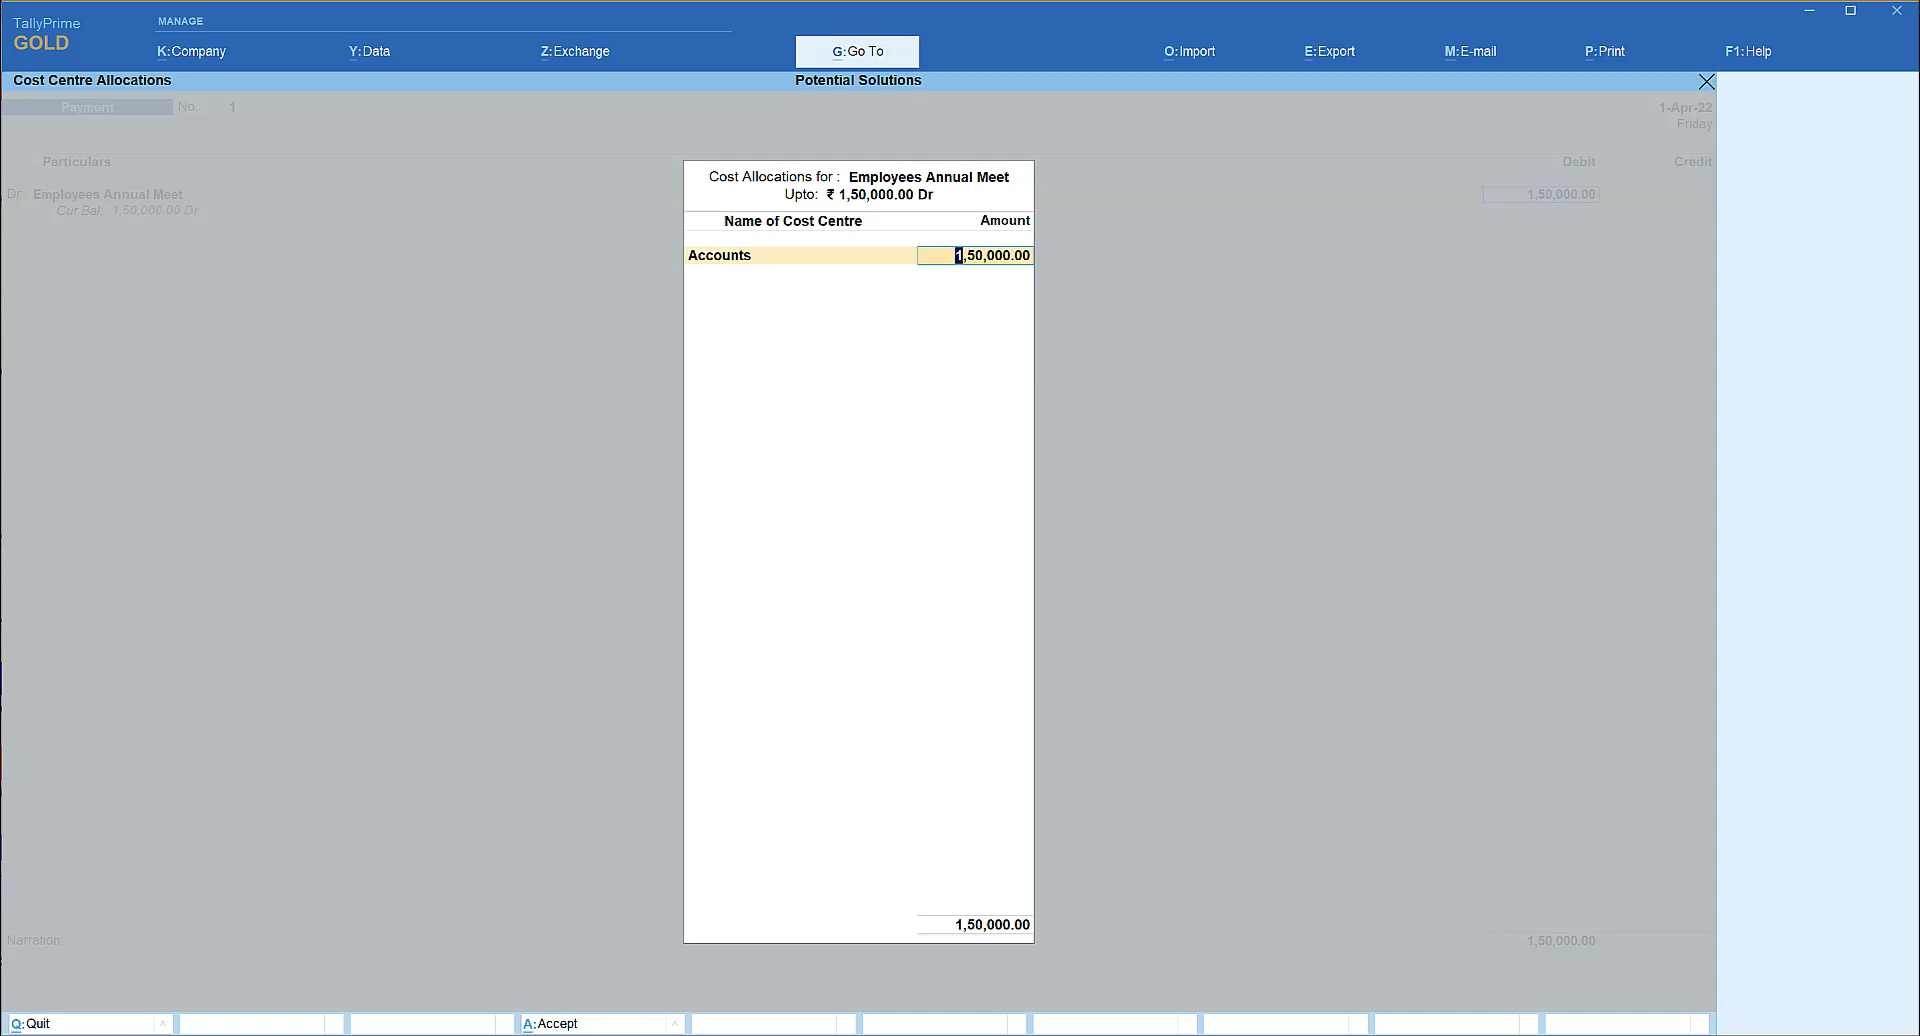 TallyPrime
GOLD
MANAGE
K:Company Y:Data Z:Exchange G:Go To O:Import E:Export M:E-mail P:Print F1:Help
Cost Centre Allocations Potential Solutions
Payment No. 1 1-Apr-22
Friday
Particulars Debit Credit
Dr Employees Annual Meet 1,50,000.00
Cur Bal: 1,50,000.00 Dr
Cost Allocations for : Employees Annual Meet
Upto: ₹ 1,50,000.00 Dr
Name of Cost Centre Amount
Accounts 1,50,000.00
1,50,000.00
Narration: 1,50,000.00
Q:Quit A:Accept